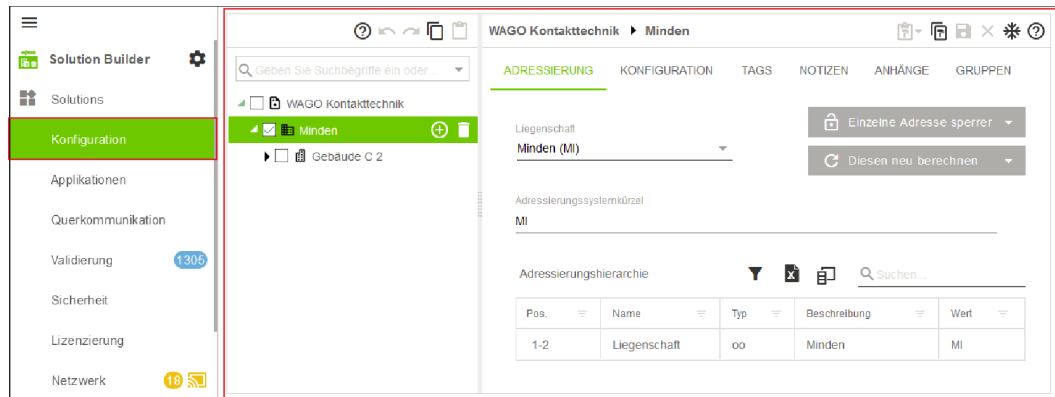 Solution Builder
Solutions
Konfiguration
Applikationen
Querkommunikation
Validierung 1305
Sicherheit
Lizenzierung
Netzwerk 18
Geben Sie Suchbegriffe ein oder...
WAGO Kontakttechnik
Minden
Gebäude C 2
WAGO Kontakttechnik Minden
ADRESSIERUNG KONFIGURATION TAGS NOTIZEN ANHÄNGE GRUPPEN
Liegenschaft
Minden (MI)
Einzelne Adresse sperrer
Diesen neu berechnen
Adressierungssystemkürzel
MI
Adressierungshierarchie
Suchen...
Pos. Name Typ Beschreibung Wert
1-2 Liegenschaft oo Minden MI